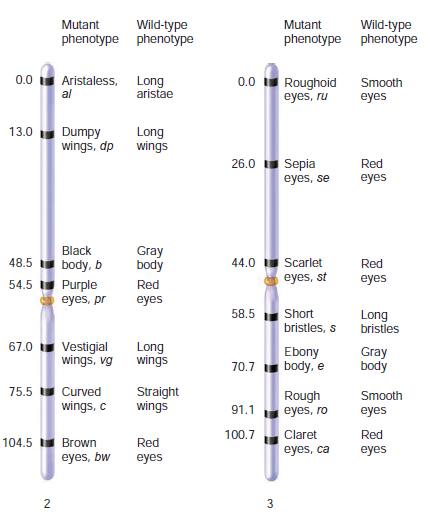 Mutant Wild-type
phenotype phenotype
0.0 Aristaless, Long
al aristae
13.0 Dumpy Long
wings, dp wings
Black Gray
48.5 body, b body
54.5 Purple Red
eyes, pr eyes
67.0 Vestigial Long
wings, vg wings
75.5 Curved Straight
wings, c wings
104.5 Brown Red
eyes, bw eyes
2
Mutant Wild-type
phenotype phenotype
0.0 Roughoid Smooth
eyes, ru eyes
26.0 Sepia Red
eyes, se eyes
44.0 Scarlet Red
eyes, st eyes
58.5 Short Long
bristles, s bristles
Ebony Gray
70.7 body, e body
Rough Smooth
91.1 eyes, ro eyes
100.7 Claret Red
eyes, ca eyes
3